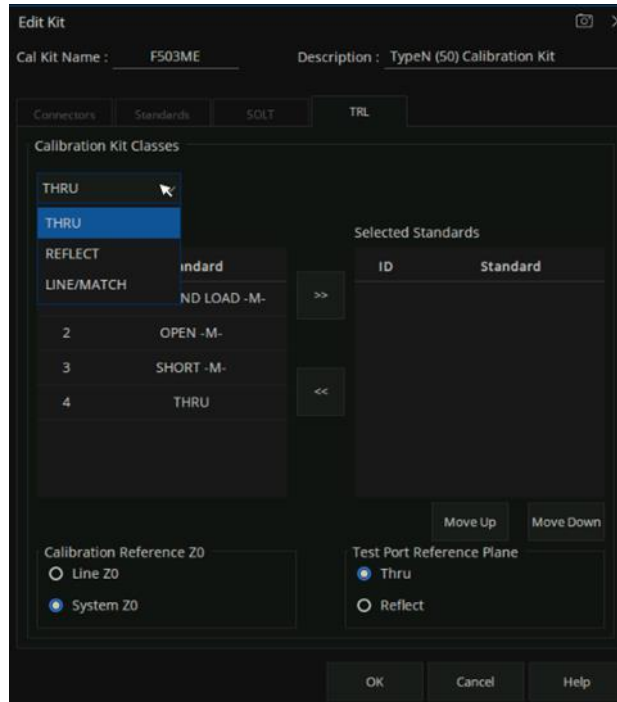 Edit Kit
Cal Kit Name : F503ME Description : TypeN (50) Calibration Kit
Connectors Standards SOLT TRL
Calibration Kit Classes
THRU
THRU
REFLECT
LINE/MATCH
Selected Standards
ndard
ID Standard
ND LOAD -M-
>>
2 OPEN -M-
3 SHORT -M-
<<
4 THRU
Move Up Move Down
Calibration Reference Z0 Test Port Reference Plane
Line Z0 Thru
System Z0 Reflect
OK Cancel Help